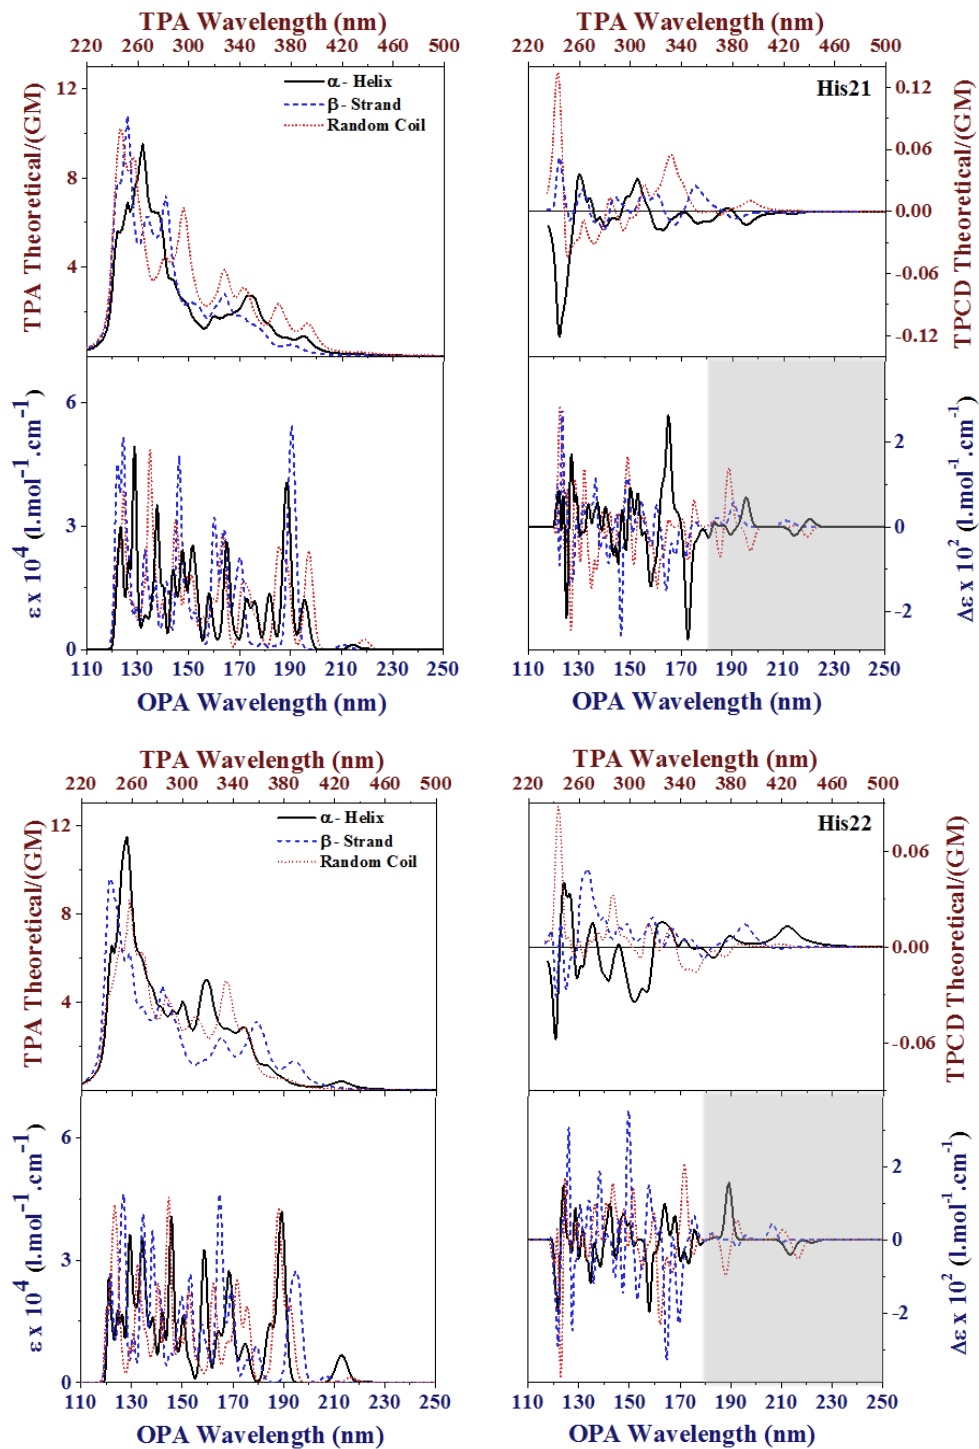 TPA Wavelength (nm)
220 260 300 340 380 420 460 500
TPA Theoretical/(GM)
12
8
4
α - Helix
β - Strand
Random Coil
TPA Wavelength (nm)
220 260 300 340 380 420 460 500
His21
0.12
0.06
0.00
-0.06
-0.12
TPCD Theoretical/(GM)
ε x 10⁴ (l.mol⁻¹.cm⁻¹)
6
3
0
110 130 150 170 190 210 230 250
OPA Wavelength (nm)
2
0
-2
Δε x 10² (l.mol⁻¹.cm⁻¹)
110 130 150 170 190 210 230 250
OPA Wavelength (nm)
TPA Wavelength (nm)
220 260 300 340 380 420 460 500
TPA Theoretical/(GM)
12
8
4
α - Helix
β - Strand
Random Coil
TPA Wavelength (nm)
220 260 300 340 380 420 460 500
His22
0.06
0.00
-0.06
TPCD Theoretical/(GM)
ε x 10⁴ (l.mol⁻¹.cm⁻¹)
6
3
0
110 130 150 170 190 210 230 250
OPA Wavelength (nm)
2
0
-2
Δε x 10² (l.mol⁻¹.cm⁻¹)
110 130 150 170 190 210 230 250
OPA Wavelength (nm)